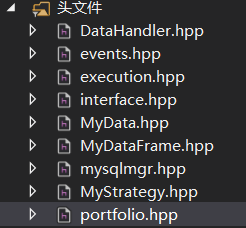 头文件
DataHandler.hpp
events.hpp
execution.hpp
interface.hpp
MyData.hpp
MyDataFrame.hpp
mysqlmgr.hpp
MyStrategy.hpp
portfolio.hpp